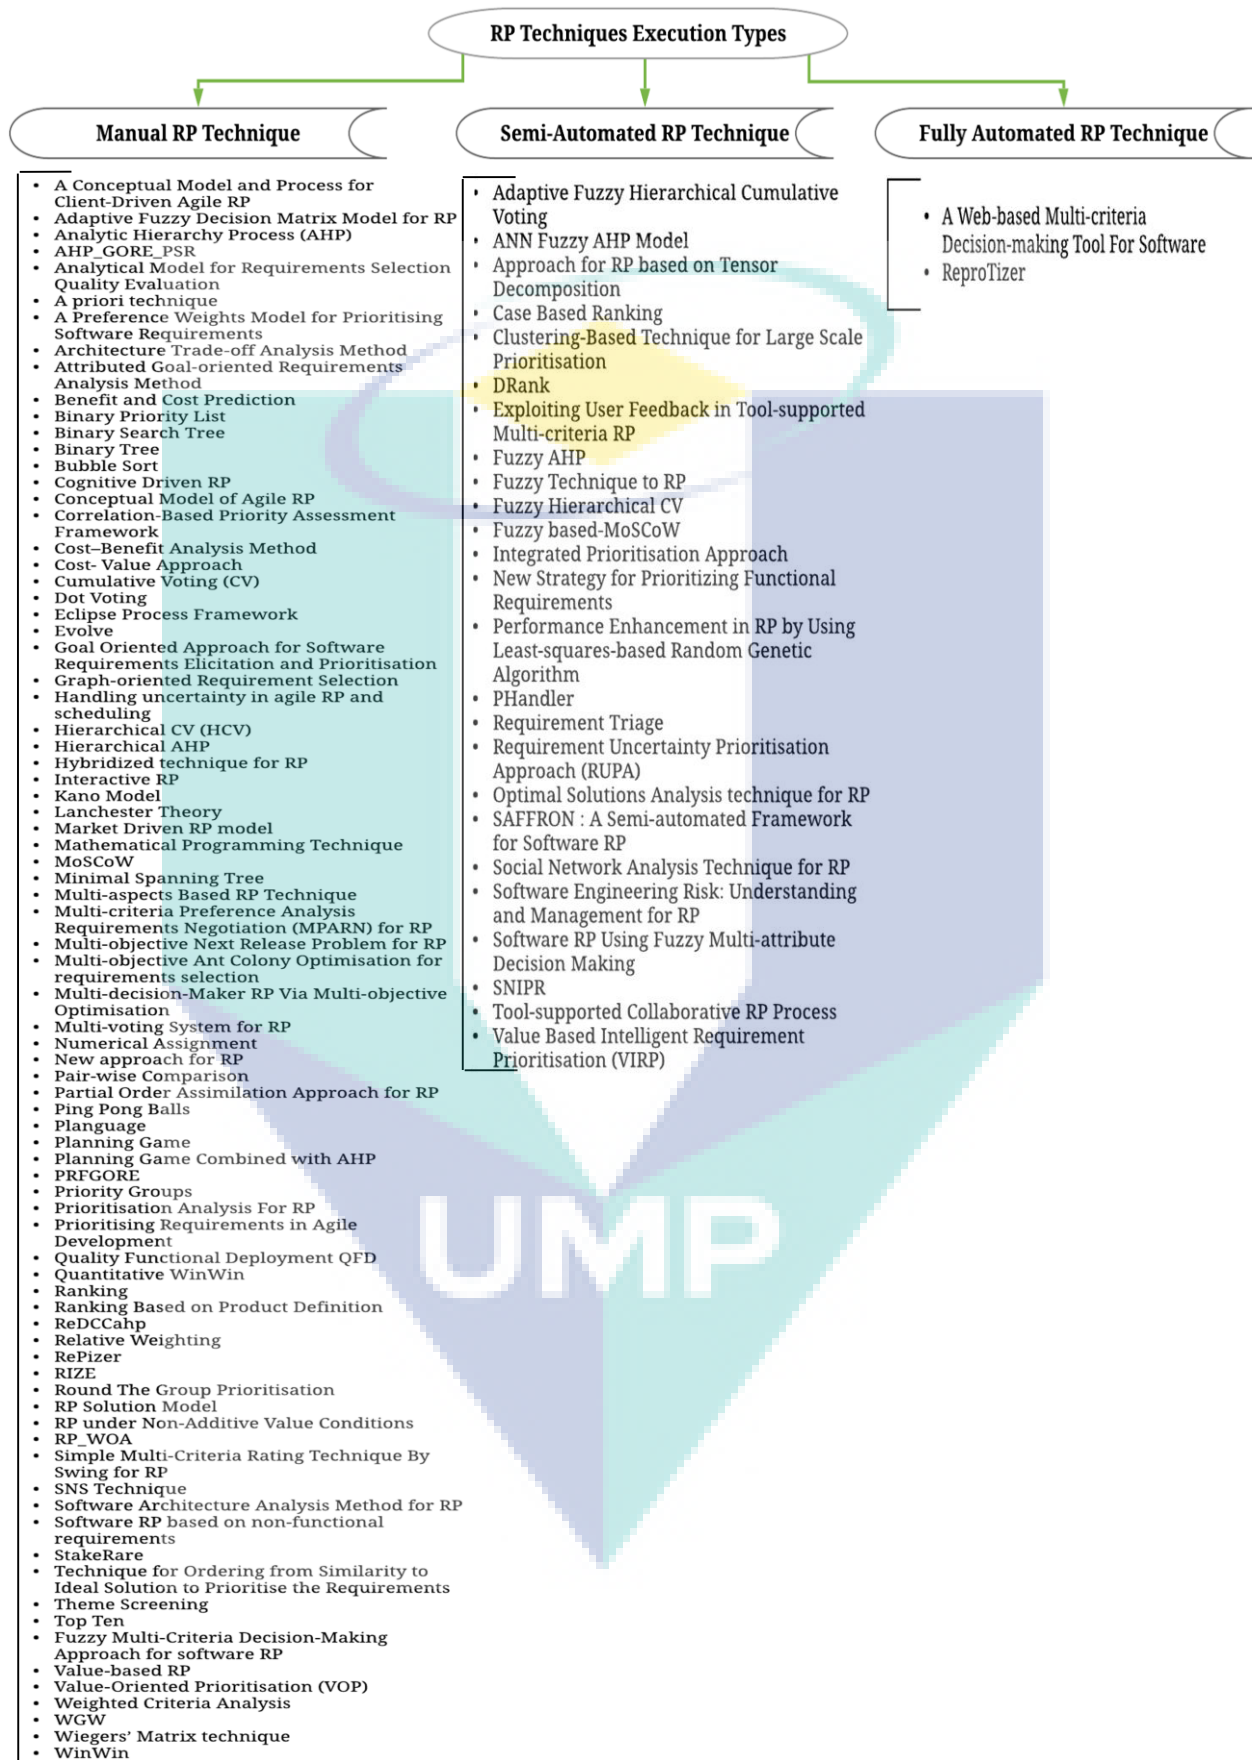 RP Techniques Execution Types
Manual RP Technique
Semi-Automated RP Technique
Fully Automated RP Technique
• A Conceptual Model and Process for
Client-Driven Agile RP
• Adaptive Fuzzy Decision Matrix Model for RP
• Analytic Hierarchy Process (AHP)
• AHP_GORE_PSR
• Analytical Model for Requirements Selection
Quality Evaluation
• A priori technique
• A Preference Weights Model for Prioritising
Software Requirements
• Architecture Trade-off Analysis Method
• Attributed Goal-oriented Requirements
Analysis Method
• Benefit and Cost Prediction
• Binary Priority List
• Binary Search Tree
• Binary Tree
• Bubble Sort
• Cognitive Driven RP
• Conceptual Model of Agile RP
• Correlation-Based Priority Assessment
Framework
• Cost–Benefit Analysis Method
• Cost- Value Approach
• Cumulative Voting (CV)
• Dot Voting
• Eclipse Process Framework
• Evolve
• Goal Oriented Approach for Software
Requirements Elicitation and Prioritisation
• Graph-oriented Requirement Selection
• Handling uncertainty in agile RP and
scheduling
• Hierarchical CV (HCV)
• Hierarchical AHP
• Hybridized technique for RP
• Interactive RP
• Kano Model
• Lanchester Theory
• Market Driven RP model
• Mathematical Programming Technique
• MoSCoW
• Minimal Spanning Tree
• Multi-aspects Based RP Technique
• Multi-criteria Preference Analysis
Requirements Negotiation (MPARN) for RP
• Multi-objective Next Release Problem for RP
• Multi-objective Ant Colony Optimisation for
requirements selection
• Multi-decision-Maker RP Via Multi-objective
Optimisation
• Multi-voting System for RP
• Numerical Assignment
• New approach for RP
• Pair-wise Comparison
• Partial Order Assimilation Approach for RP
• Ping Pong Balls
• Planguage
• Planning Game
• Planning Game Combined with AHP
• PRFGORE
• Priority Groups
• Prioritisation Analysis For RP
• Prioritising Requirements in Agile
Development
• Quality Functional Deployment QFD
• Quantitative WinWin
• Ranking
• Ranking Based on Product Definition
• ReDCCahp
• Relative Weighting
• RePizer
• RIZE
• Round The Group Prioritisation
• RP Solution Model
• RP under Non-Additive Value Conditions
• RP_WOA
• Simple Multi-Criteria Rating Technique By
Swing for RP
• SNS Technique
• Software Architecture Analysis Method for RP
• Software RP based on non-functional
requirements
• StakeRare
• Technique for Ordering from Similarity to
Ideal Solution to Prioritise the Requirements
• Theme Screening
• Top Ten
• Fuzzy Multi-Criteria Decision-Making
Approach for software RP
• Value-based RP
• Value-Oriented Prioritisation (VOP)
• Weighted Criteria Analysis
• WGW
• Wiegers’ Matrix technique
• WinWin
• Adaptive Fuzzy Hierarchical Cumulative
Voting
• ANN Fuzzy AHP Model
• Approach for RP based on Tensor
Decomposition
• Case Based Ranking
• Clustering-Based Technique for Large Scale
Prioritisation
• DRank
• Exploiting User Feedback in Tool-supported
Multi-criteria RP
• Fuzzy AHP
• Fuzzy Technique to RP
• Fuzzy Hierarchical CV
• Fuzzy based-MoSCoW
• Integrated Prioritisation Approach
• New Strategy for Prioritizing Functional
Requirements
• Performance Enhancement in RP by Using
Least-squares-based Random Genetic
Algorithm
• PHandler
• Requirement Triage
• Requirement Uncertainty Prioritisation
Approach (RUPA)
• Optimal Solutions Analysis technique for RP
• SAFFRON : A Semi-automated Framework
for Software RP
• Social Network Analysis Technique for RP
• Software Engineering Risk: Understanding
and Management for RP
• Software RP Using Fuzzy Multi-attribute
Decision Making
• SNIPR
• Tool-supported Collaborative RP Process
• Value Based Intelligent Requirement
Prioritisation (VIRP)
• A Web-based Multi-criteria
Decision-making Tool For Software
• ReproTizer
UMP